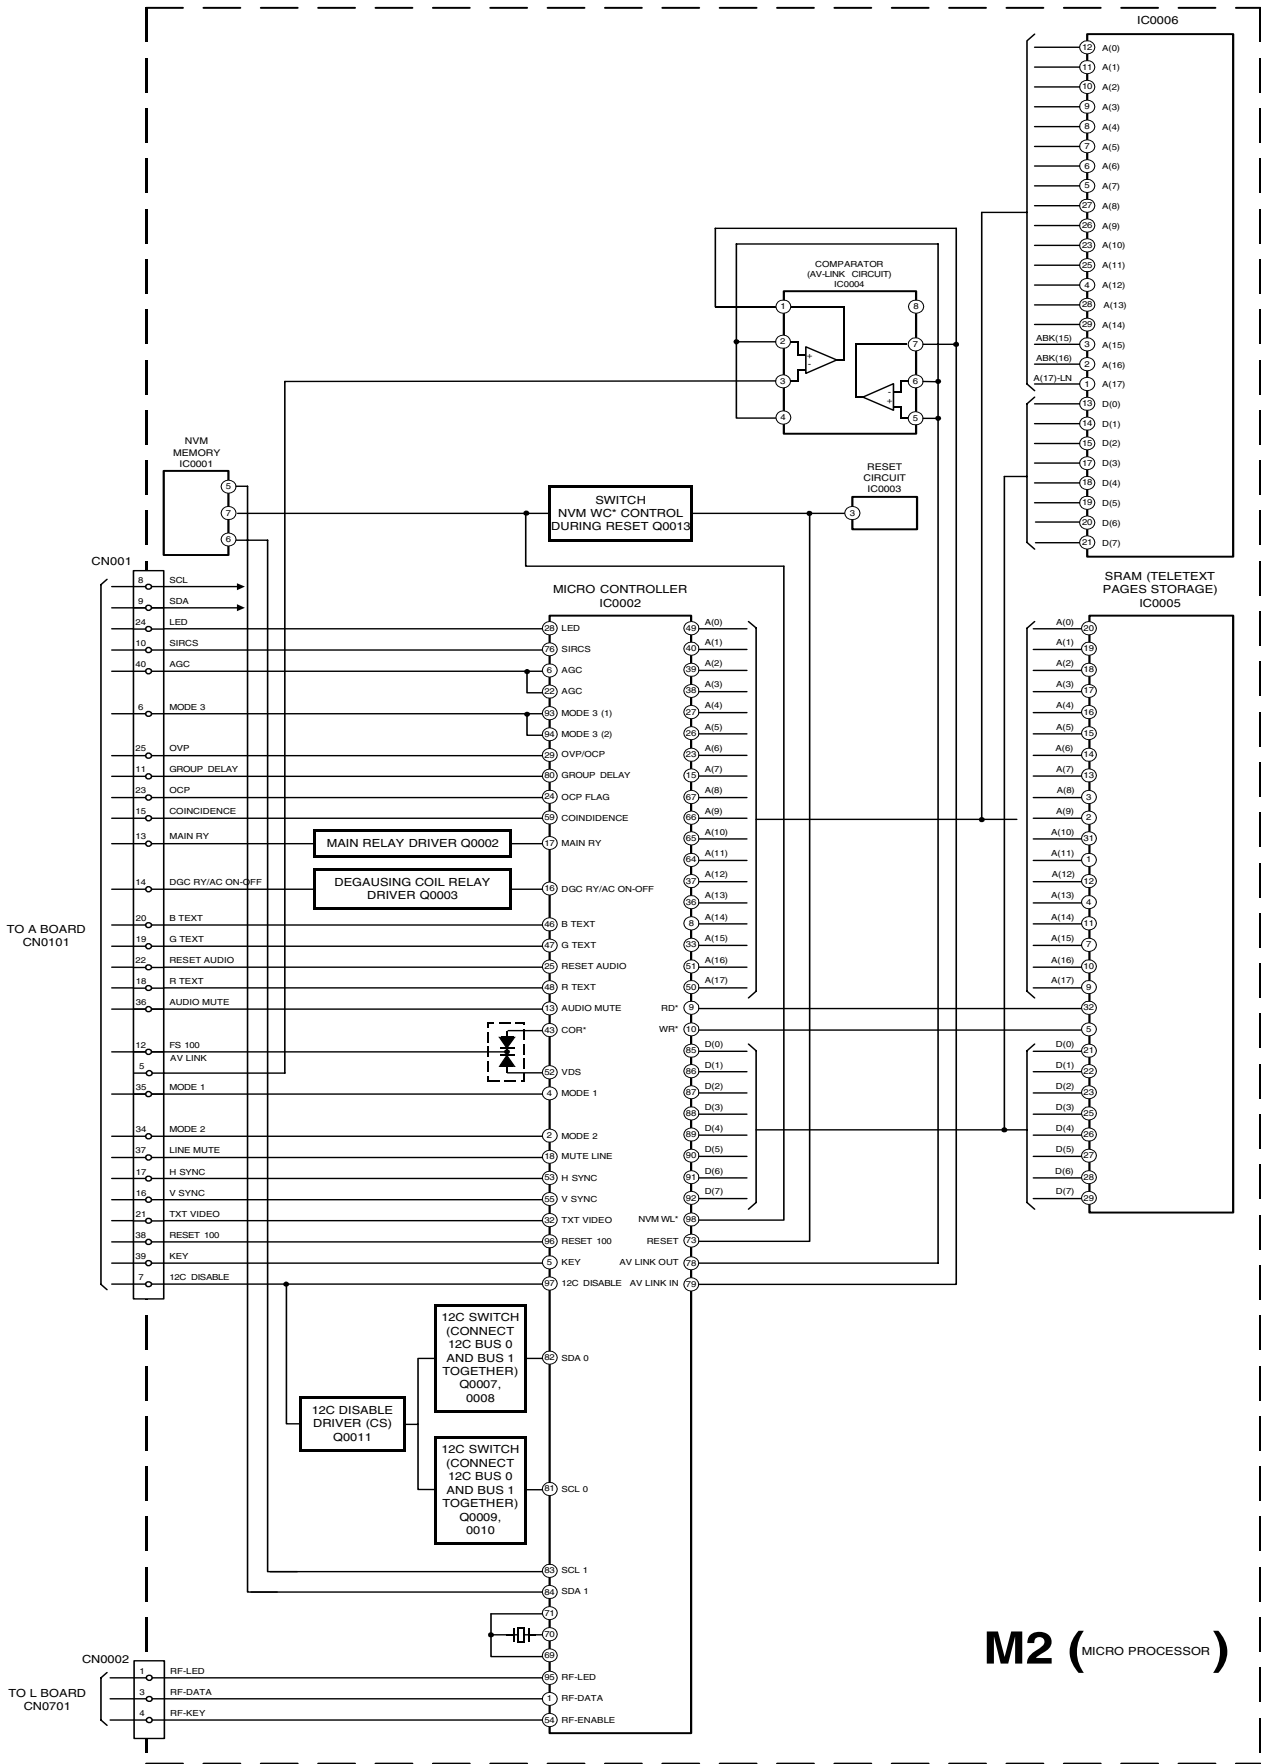 IC0006
12 A(0)
11 A(1)
10 A(2)
9 A(3)
8 A(4)
7 A(5)
6 A(6)
5 A(7)
27 A(8)
26 A(9)
23 A(10)
25 A(11)
4 A(12)
28 A(13)
29 A(14)
ABK(15) 3 A(15)
ABK(16) 2 A(16)
A(17)-LN 1 A(17)
13 D(0)
14 D(1)
15 D(2)
17 D(3)
18 D(4)
19 D(5)
20 D(6)
21 D(7)
COMPARATOR
(AV-LINK CIRCUIT)
IC0004
1 8
2 7
+
-
3 6
-
+
4 5
NVM
MEMORY
IC0001
5
7
6
SWITCH
NVM WC* CONTROL
DURING RESET Q0013
RESET
CIRCUIT
IC0003
3
CN001
8 SCL
9 SDA
24 LED
10 SIRCS
40 AGC
6 MODE 3
25 OVP
11 GROUP DELAY
23 OCP
15 COINCIDENCE
13 MAIN RY
14 DGC RY/AC ON-OFF
20 B TEXT
19 G TEXT
22 RESET AUDIO
18 R TEXT
36 AUDIO MUTE
12 FS 100
AV LINK
5
35 MODE 1
34 MODE 2
37 LINE MUTE
17 H SYNC
16 V SYNC
21 TXT VIDEO
38 RESET 100
39 KEY
7 12C DISABLE
TO A BOARD
CN0101
MAIN RELAY DRIVER Q0002
DEGAUSING COIL RELAY
DRIVER Q0003
MICRO CONTROLLER
IC0002
28 LED
76 SIRCS
6 AGC
22 AGC
93 MODE 3 (1)
94 MODE 3 (2)
29 OVP/OCP
80 GROUP DELAY
24 OCP FLAG
59 COINDIDENCE
17 MAIN RY
16 DGC RY/AC ON-OFF
46 B TEXT
47 G TEXT
25 RESET AUDIO
48 R TEXT
13 AUDIO MUTE
43 COR*
52 VDS
4 MODE 1
2 MODE 2
18 MUTE LINE
53 H SYNC
55 V SYNC
32 TXT VIDEO
96 RESET 100
5 KEY
97 12C DISABLE
82 SDA 0
81 SCL 0
83 SCL 1
84 SDA 1
71
70
69
95 RF-LED
1 RF-DATA
54 RF-ENABLE
49 A(0)
40 A(1)
39 A(2)
38 A(3)
27 A(4)
26 A(5)
23 A(6)
15 A(7)
67 A(8)
66 A(9)
65 A(10)
64 A(11)
37 A(12)
36 A(13)
8 A(14)
33 A(15)
51 A(16)
50 A(17)
RD* 9
WR* 10
85 D(0)
86 D(1)
87 D(2)
88 D(3)
89 D(4)
90 D(5)
91 D(6)
92 D(7)
NVM WL* 98
RESET 73
AV LINK OUT 78
AV LINK IN 79
SRAM (TELETEXT
PAGES STORAGE)
IC0005
A(0) 20
A(1) 19
A(2) 18
A(3) 17
A(4) 16
A(5) 15
A(6) 14
A(7) 13
A(8) 3
A(9) 2
A(10) 31
A(11) 1
A(12) 12
A(13) 4
A(14) 11
A(15) 7
A(16) 10
A(17) 9
32
5
D(0) 21
D(1) 22
D(2) 23
D(3) 25
D(4) 26
D(5) 27
D(6) 28
D(7) 29
12C SWITCH
(CONNECT
12C BUS 0
AND BUS 1
TOGETHER)
Q0007,
0008
12C DISABLE
DRIVER (CS)
Q0011
12C SWITCH
(CONNECT
12C BUS 0
AND BUS 1
TOGETHER)
Q0009,
0010
CN0002
1 RF-LED
3 RF-DATA
4 RF-KEY
TO L BOARD
CN0701
M2 (MICRO PROCESSOR)